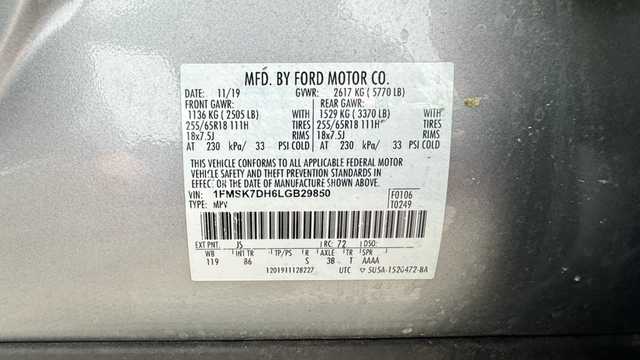 MFD. BY FORD MOTOR CO.
DATE: 11/19 GVWR: 2617 KG ( 5770 LB)
FRONT GAWR: REAR GAWR:
1136 KG ( 2505 LB) WITH 1529 KG ( 3370 LB) WITH
255/65R18 111H TIRES 255/65R18 111H TIRES
18x7.5J RIMS 18x7.5J RIMS
AT 230 kPa/ 33 PSI COLD AT 230 kPa/ 33 PSI COLD
THIS VEHICLE CONFORMS TO ALL APPLICABLE FEDERAL MOTOR
VEHICLE SAFETY AND THEFT PREVENTION STANDARDS IN
EFFECT ON THE DATE OF MANUFACTURE SHOWN ABOVE.
VIN: 1FMSK7DH6LGB29850 F0106
TYPE: MPV T0249
EXT PNT: JS RC: 72 DSO:
WB INT TR TP/PS R AXLE TR SPR
119 86 S 3B T AAAA
1201911128227 UTC 5U5A-1520472-BA